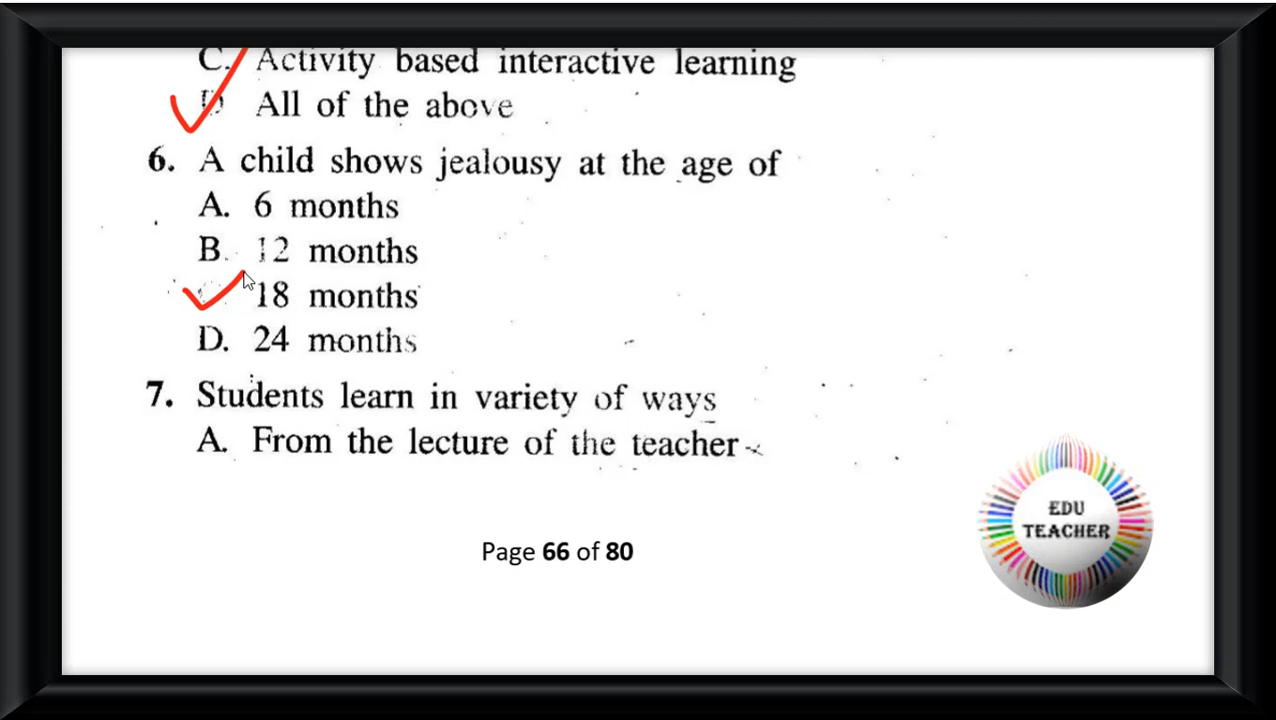 C. Activity based interactive learning
D All of the above
6. A child shows jealousy at the age of
A. 6 months
B. 12 months
18 months
D. 24 months
7. Students learn in variety of ways
A. From the lecture of the teacher
Page 66 of 80
EDU
TEACHER